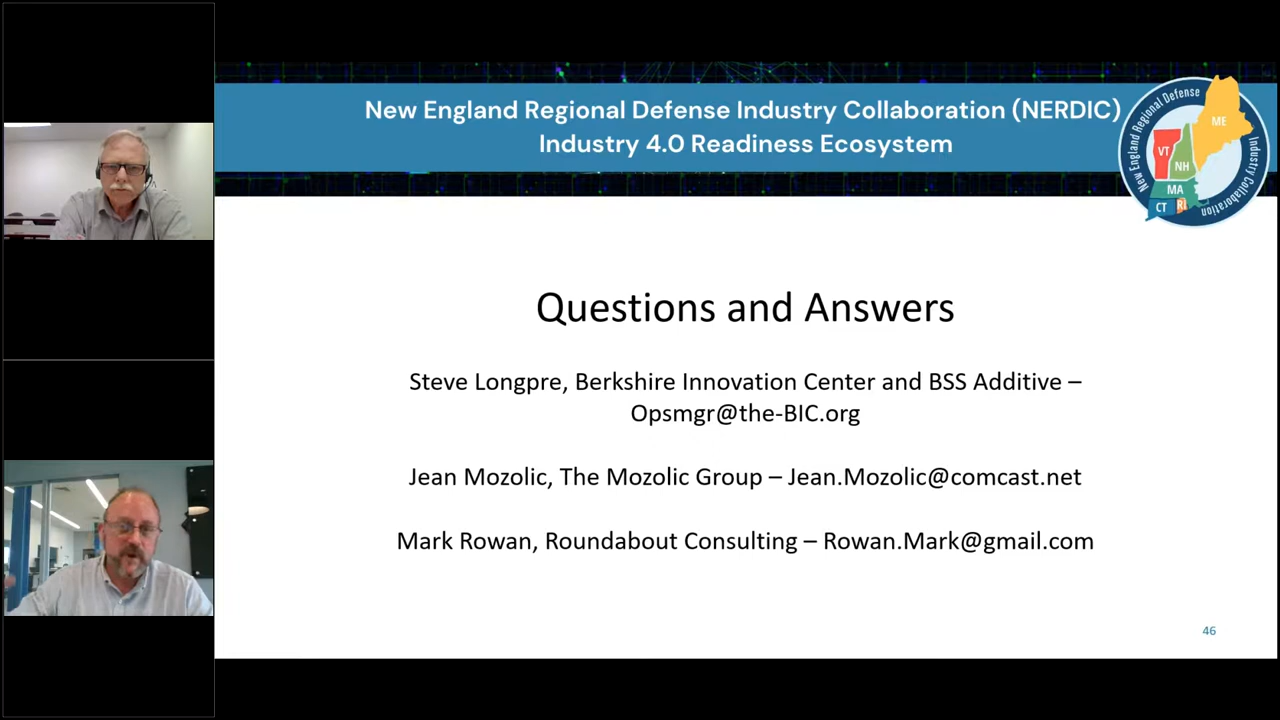 New England Regional Defense Industry Collaboration (NERDIC)
Industry 4.0 Readiness Ecosystem
New England Regional Defense
Industry Collaboration
ME
VT
NH
MA
CT
RI
Questions and Answers
Steve Longpre, Berkshire Innovation Center and BSS Additive –
Opsmgr@the-BIC.org
Jean Mozolic, The Mozolic Group – Jean.Mozolic@comcast.net
Mark Rowan, Roundabout Consulting – Rowan.Mark@gmail.com
46